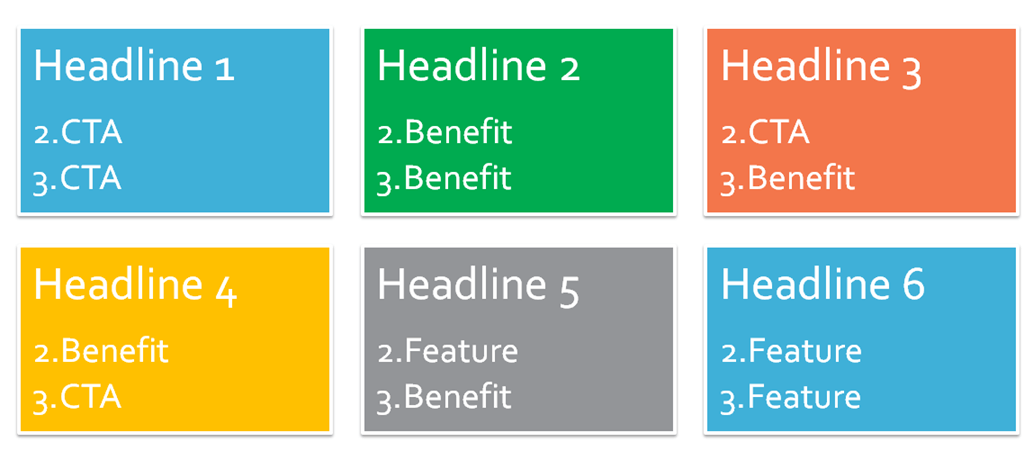 Headline 1
2.CTA
3.CTA
Headline 2
2.Benefit
3.Benefit
Headline 3
2.CTA
3.Benefit
Headline 4
2.Benefit
3.CTA
Headline 5
2.Feature
3.Benefit
Headline 6
2.Feature
3.Feature